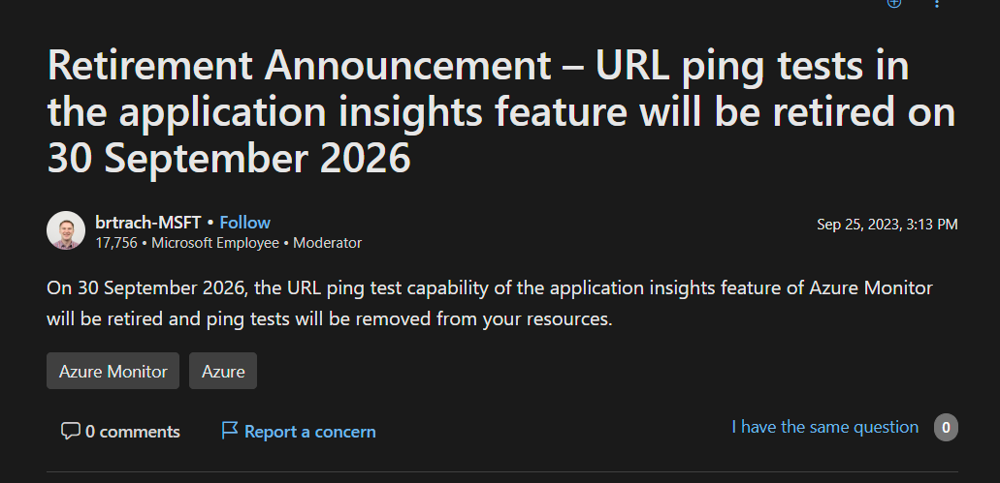 Retirement Announcement – URL ping tests in
the application insights feature will be retired on
30 September 2026
brtrach-MSFT • Follow
17,756 • Microsoft Employee • Moderator
Sep 25, 2023, 3:13 PM
On 30 September 2026, the URL ping test capability of the application insights feature of Azure Monitor
will be retired and ping tests will be removed from your resources.
Azure Monitor
Azure
0 comments
Report a concern
I have the same question
0